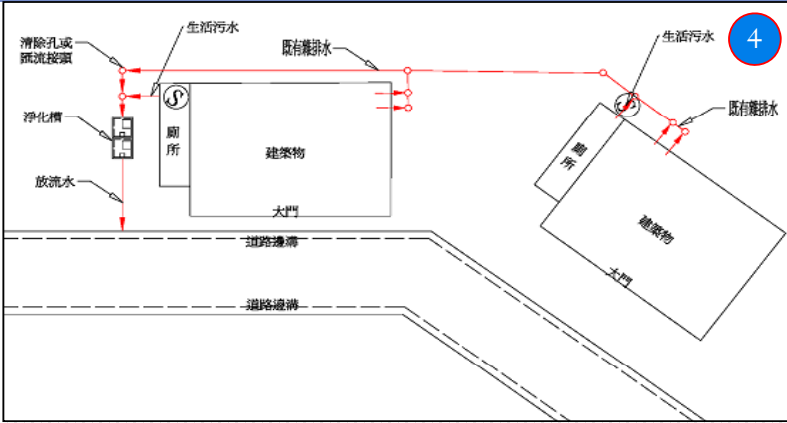 生活污水
4
清除孔或
匯流接頭
既有雜排水
生活污水
既有雜排水
淨化槽
S
廁所
建築物
S
廁所
放流水
大門
建築物
道路邊溝
大門
道路邊溝